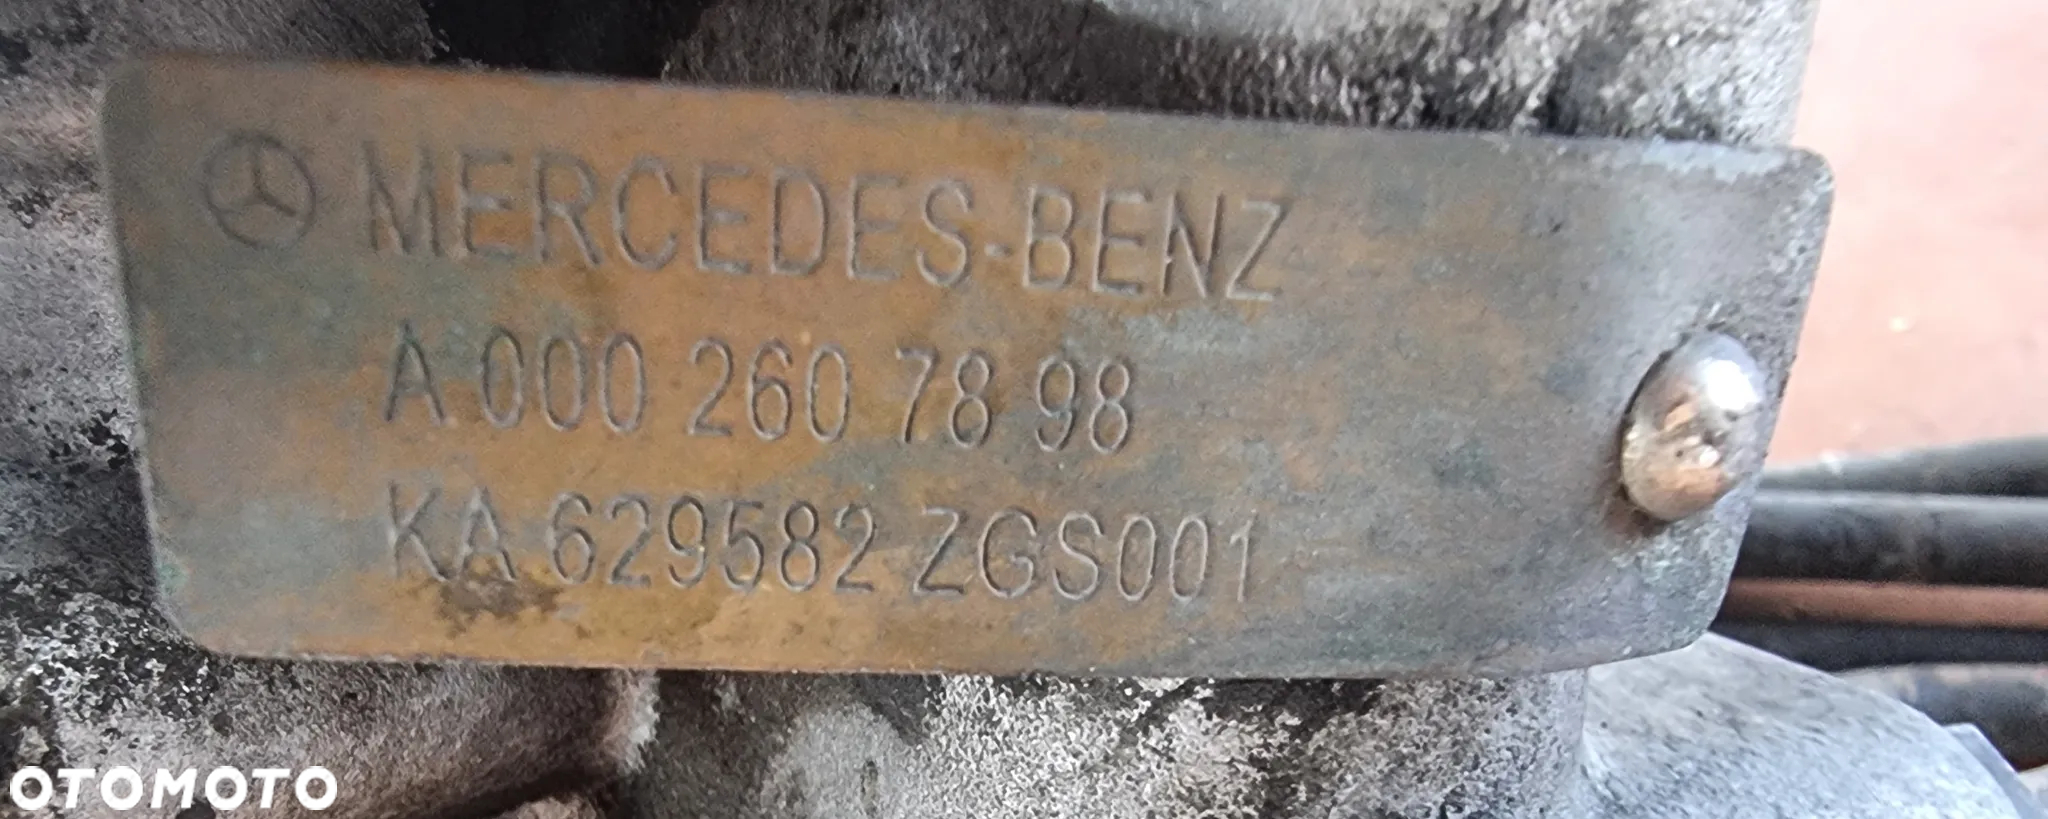 MERCEDES-BENZ
A 000 260 78 98
KA 629582 ZGS001
OTOMOTO